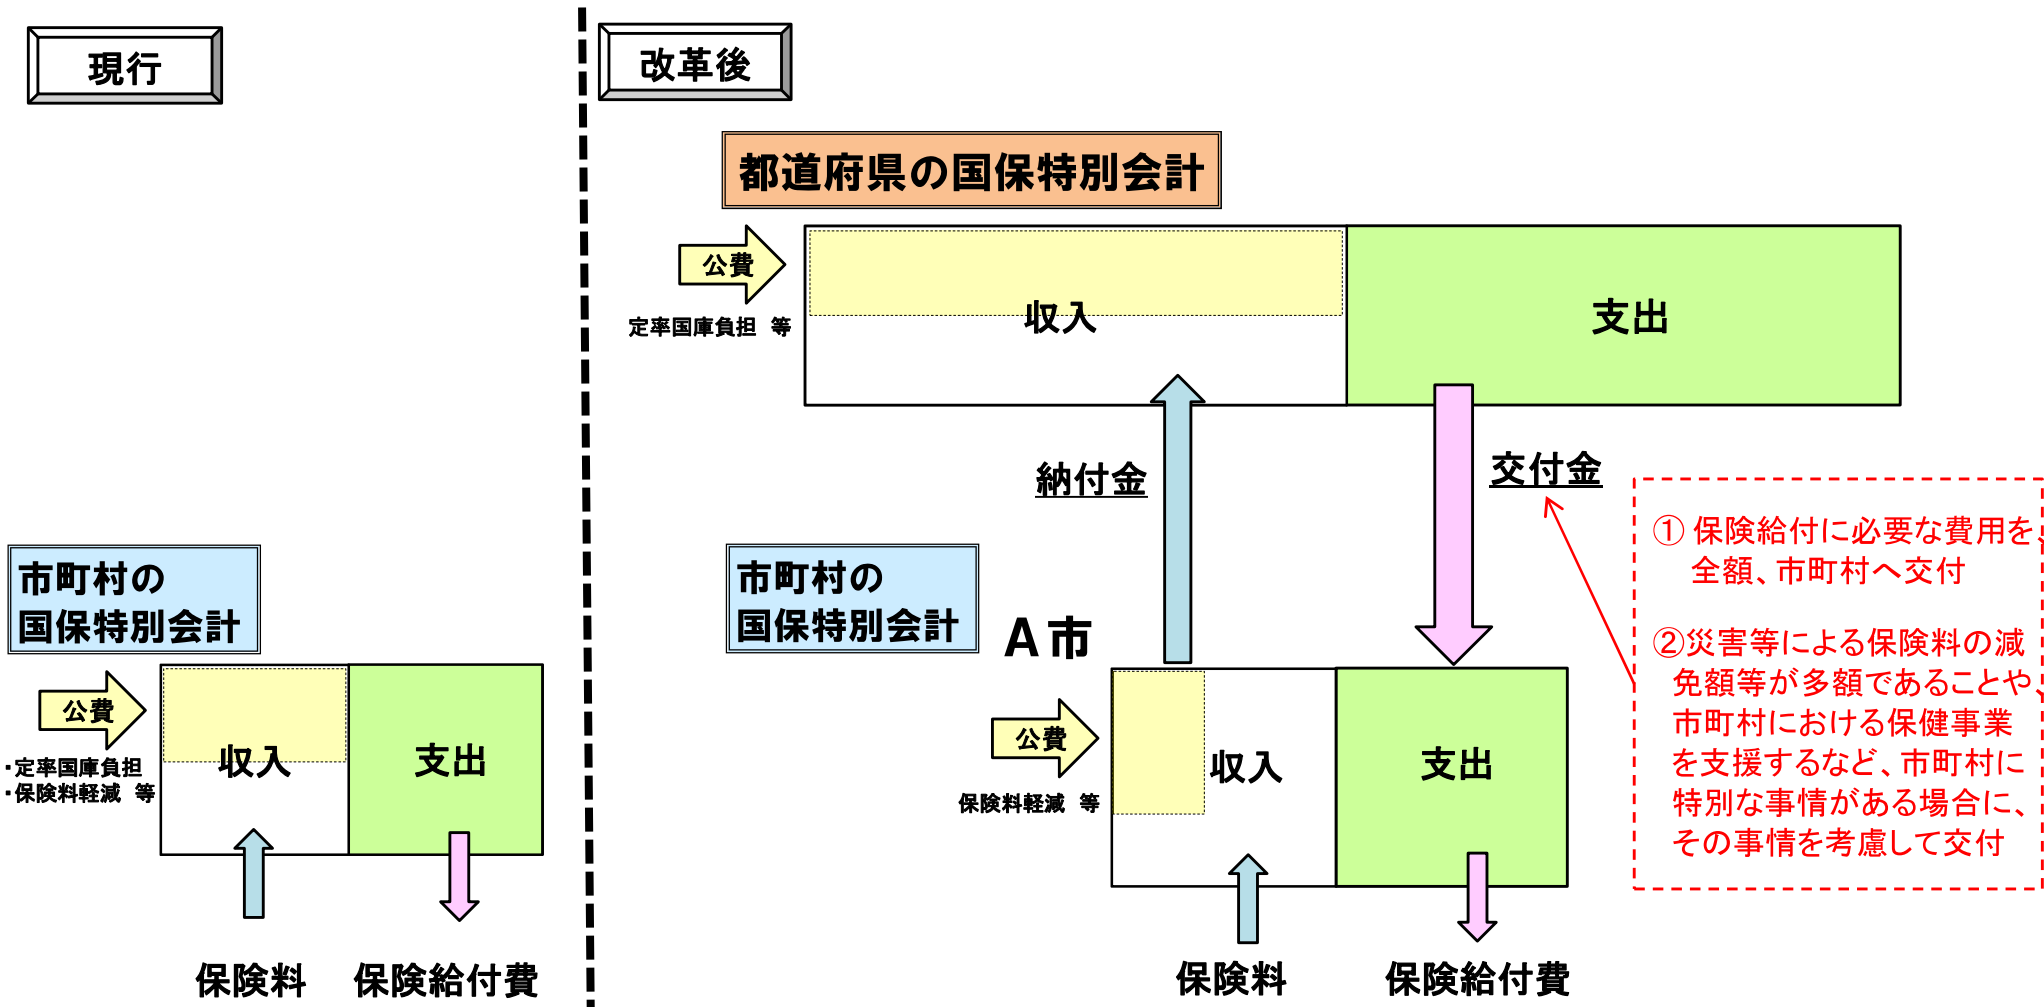 現行
市町村の
国保特別会計
公費
・定率国庫負担
・保険料軽減　等
収入
支出
保険料
保険給付費
改革後
都道府県の国保特別会計
公費
定率国庫負担　等
収入
支出
納付金
交付金
① 保険給付に必要な費用を、
全額、市町村へ交付
②災害等による保険料の減
免額等が多額であることや、
市町村における保健事業
を支援するなど、市町村に
特別な事情がある場合に、
その事情を考慮して交付
市町村の
国保特別会計
A市
公費
保険料軽減　等
収入
支出
保険料
保険給付費